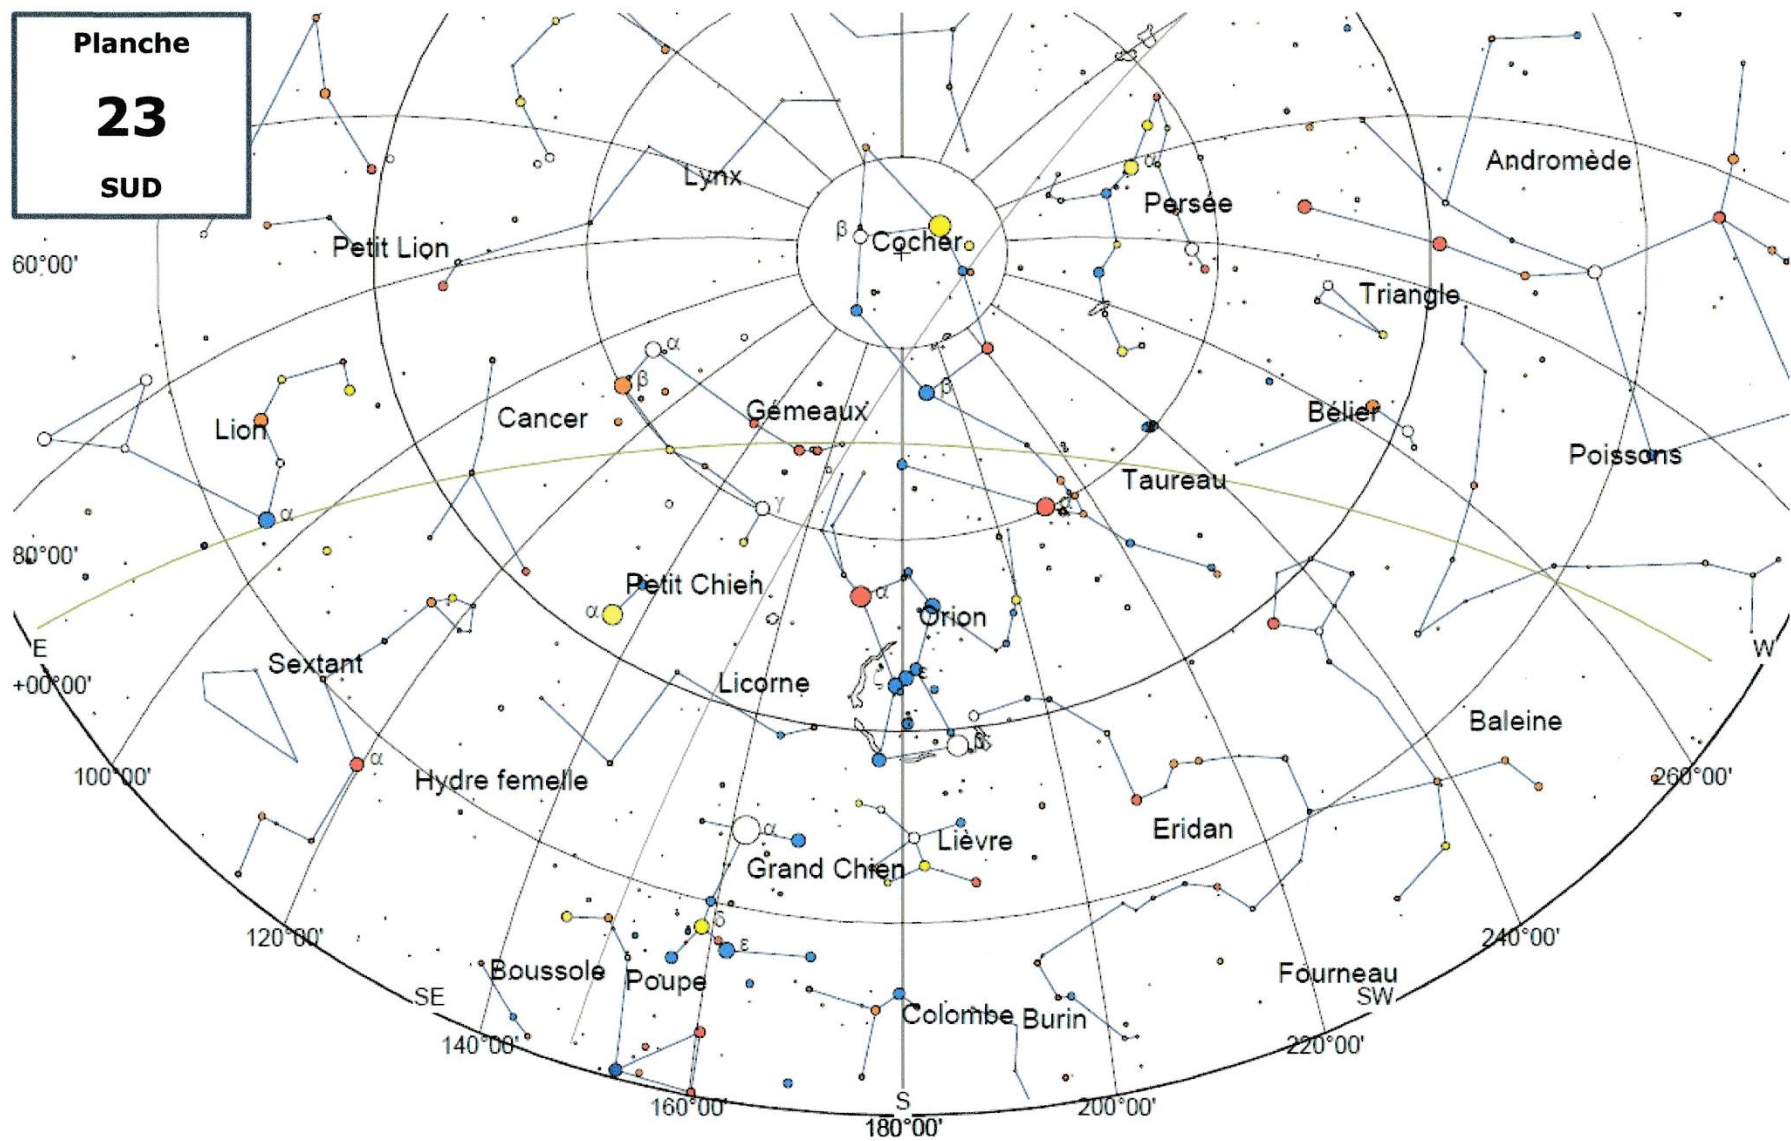 Planche
23
SUD
Andromède
Lynx
α
Persée
β
Cocher
Petit Lion
60°00'
Triangle
α
β
β
Gémeaux
Cancer
Bélier
Lion
Poissons
Taureau
γ
α
α
80°00'
Petit Chien
α
α
Orion
E
W
Sextant
ε
ζ
+00°00'
Licorne
Baleine
β
α
100°00'
Hydre femelle
260°00'
α
Eridan
Lièvre
Grand Chien
δ
120°00'
240°00'
ε
Boussole
Poupe
Fourneau
SE
SW
Colombe
Burin
140°00'
220°00'
S
160°00'
200°00'
180°00'